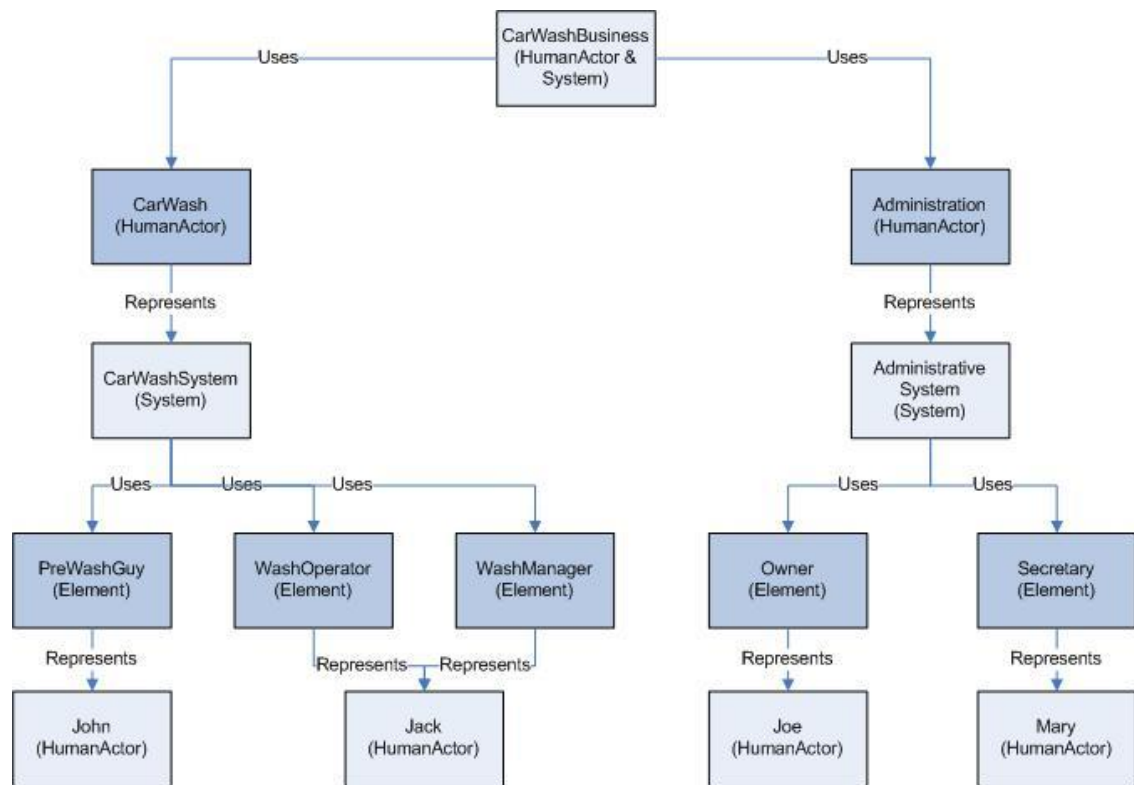 CarWashBusiness
(HumanActor &
System)
Uses
Uses
CarWash
(HumanActor)
Administration
(HumanActor)
Represents
Represents
CarWashSystem
(System)
Administrative
System
(System)
Uses
Uses
Uses
Uses
Uses
PreWashGuy
(Element)
WashOperator
(Element)
WashManager
(Element)
Owner
(Element)
Secretary
(Element)
Represents
Represents
Represents
Represents
Represents
John
(HumanActor)
Jack
(HumanActor)
Joe
(HumanActor)
Mary
(HumanActor)